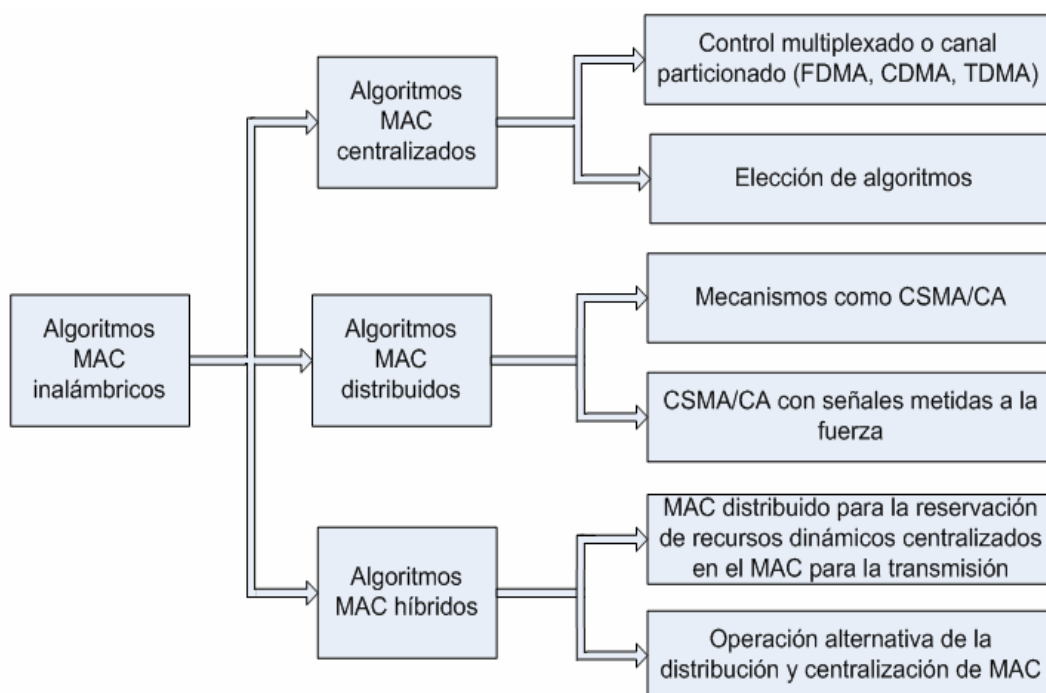 Algoritmos
MAC
inalámbricos
Algoritmos
MAC
centralizados
Control multiplexado o canal
particionado (FDMA, CDMA, TDMA)
Elección de algoritmos
Algoritmos
MAC
distribuidos
Mecanismos como CSMA/CA
CSMA/CA con señales metidas a la
fuerza
Algoritmos
MAC híbridos
MAC distribuido para la reservación
de recursos dinámicos centralizados
en el MAC para la transmisión
Operación alternativa de la
distribución y centralización de MAC